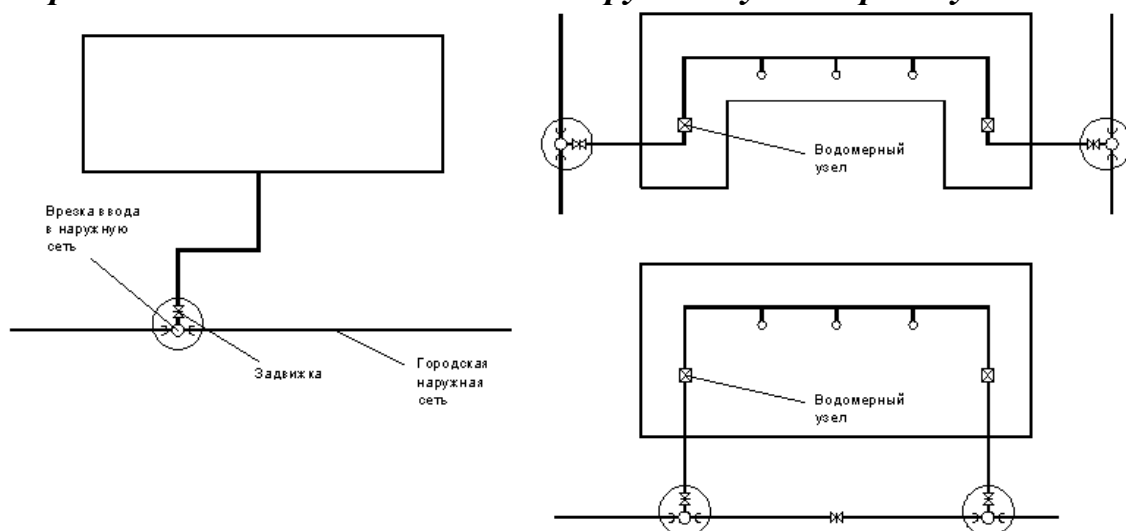 Врезка ввода
в наружную
сеть
Задвижка
Городская
наружная
сеть
Водомерный
узел
Водомерный
узел